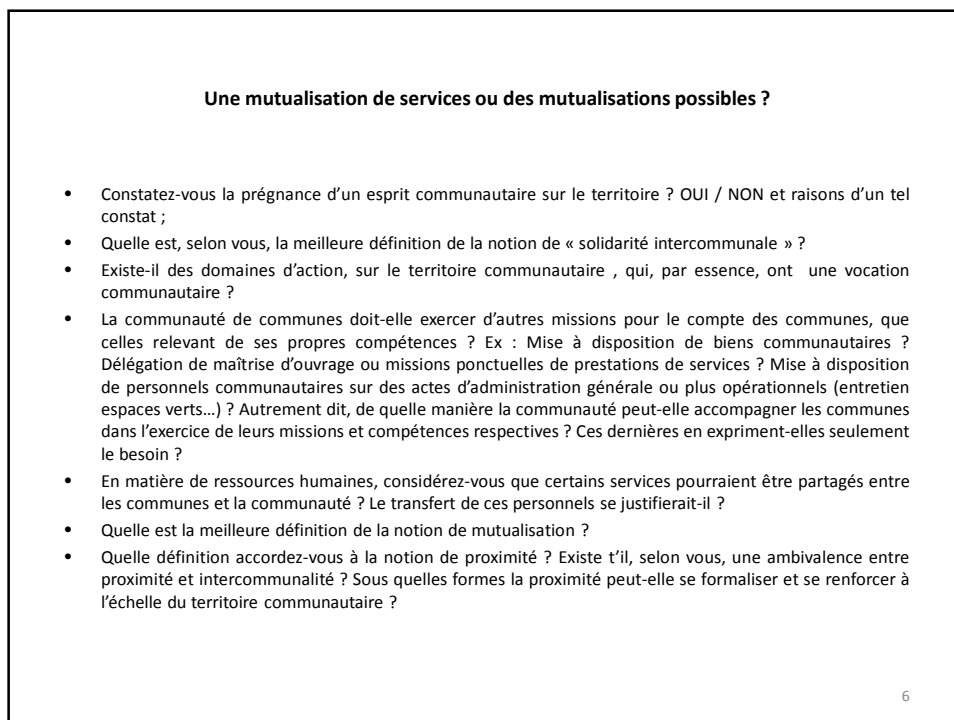 Une mutualisation de services ou des mutualisations possibles ?
• Constatez-vous la prégnance d’un esprit communautaire sur le territoire ? OUI / NON et raisons d’un tel
constat ;
• Quelle est, selon vous, la meilleure définition de la notion de « solidarité intercommunale » ?
• Existe-il des domaines d’action, sur le territoire communautaire , qui, par essence, ont une vocation
communautaire ?
• La communauté de communes doit-elle exercer d’autres missions pour le compte des communes, que
celles relevant de ses propres compétences ? Ex : Mise à disposition de biens communautaires ?
Délégation de maîtrise d’ouvrage ou missions ponctuelles de prestations de services ? Mise à disposition
de personnels communautaires sur des actes d’administration générale ou plus opérationnels (entretien
espaces verts…) ? Autrement dit, de quelle manière la communauté peut-elle accompagner les communes
dans l’exercice de leurs missions et compétences respectives ? Ces dernières en expriment-elles seulement
le besoin ?
• En matière de ressources humaines, considérez-vous que certains services pourraient être partagés entre
les communes et la communauté ? Le transfert de ces personnels se justifierait-il ?
• Quelle est la meilleure définition de la notion de mutualisation ?
• Quelle définition accordez-vous à la notion de proximité ? Existe t’il, selon vous, une ambivalence entre
proximité et intercommunalité ? Sous quelles formes la proximité peut-elle se formaliser et se renforcer à
l’échelle du territoire communautaire ?
6